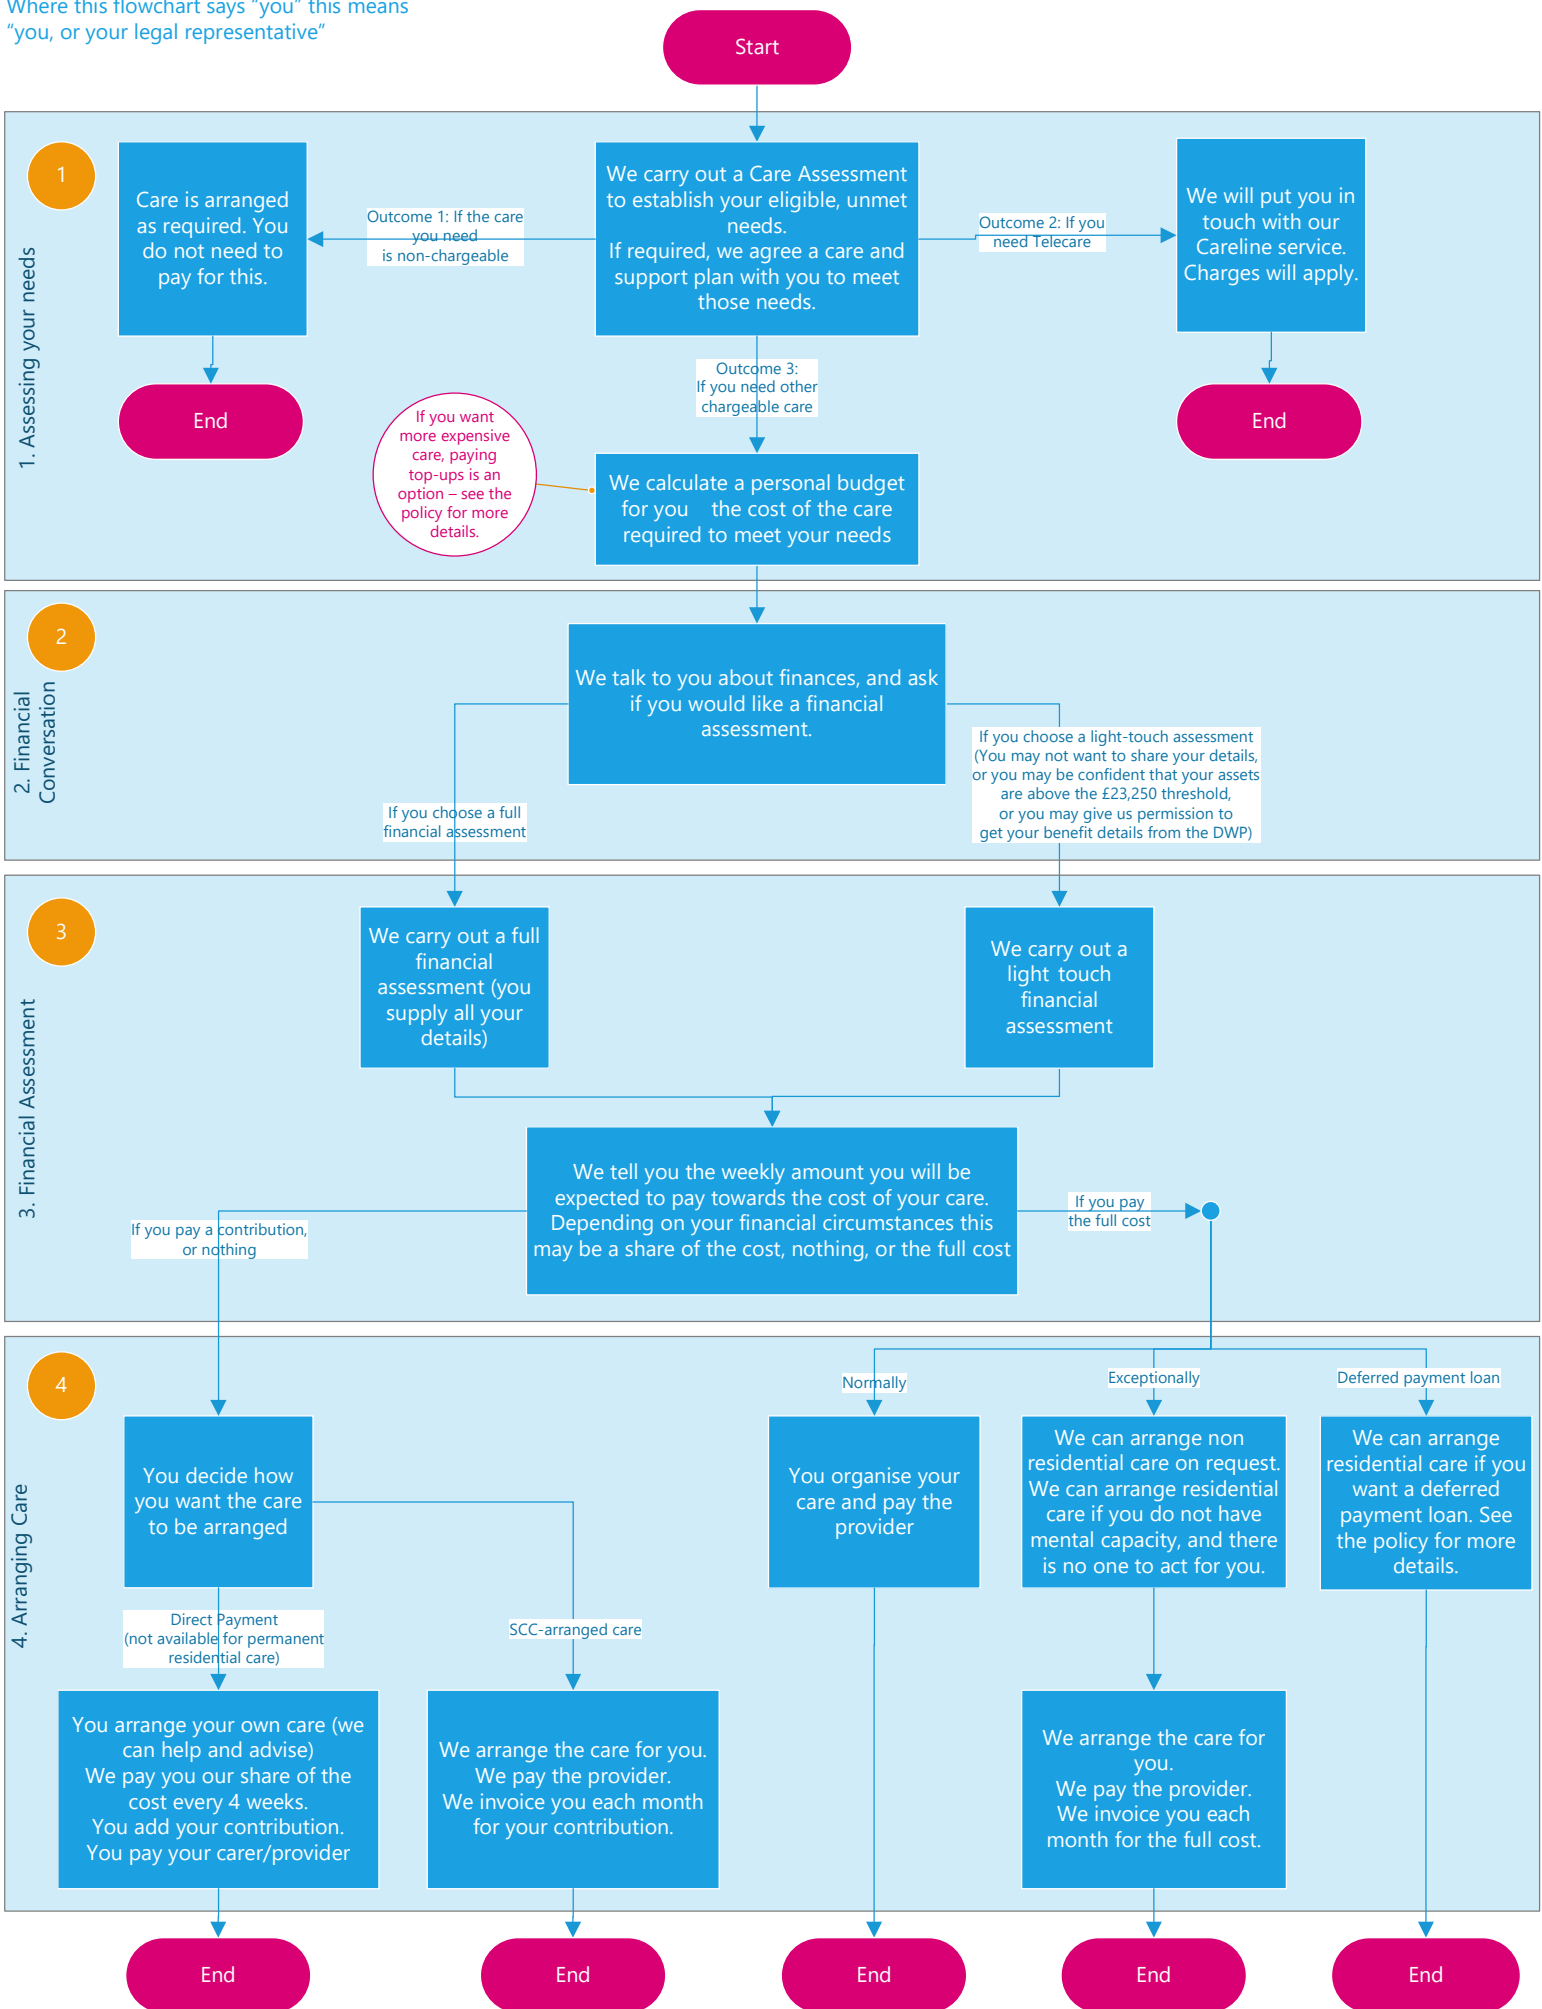 Where this flowchart says “you” this means
“you, or your legal representative”
Start
1
1. Assessing your needs
Care is arranged
as required. You
do not need to
pay for this.
Outcome 1: If the care
you need
is non-chargeable
We carry out a Care Assessment
to establish your eligible, unmet
needs.
If required, we agree a care and
support plan with you to meet
those needs.
Outcome 2: If you
need Telecare
We will put you in
touch with our
Careline service.
Charges will apply.
End
Outcome 3:
If you need other
chargeable care
End
If you want
more expensive
care, paying
top-ups is an
option – see the
policy for more
details.
We calculate a personal budget
for you the cost of the care
required to meet your needs
2
2. Financial
Conversation
We talk to you about finances, and ask
if you would like a financial
assessment.
If you choose a full
financial assessment
If you choose a light-touch assessment
(You may not want to share your details,
or you may be confident that your assets
are above the £23,250 threshold,
or you may give us permission to
get your benefit details from the DWP)
3
3. Financial Assessment
We carry out a full
financial
assessment (you
supply all your
details)
We carry out a
light touch
financial
assessment
We tell you the weekly amount you will be
expected to pay towards the cost of your care.
Depending on your financial circumstances this
may be a share of the cost, nothing, or the full cost
If you pay a contribution,
or nothing
If you pay
the full cost
4
4. Arranging Care
Normally
Exceptionally
Deferred payment loan
You decide how
you want the care
to be arranged
You organise your
care and pay the
provider
We can arrange non
residential care on request.
We can arrange residential
care if you do not have
mental capacity, and there
is no one to act for you.
We can arrange
residential care if you
want a deferred
payment loan. See
the policy for more
details.
Direct Payment
(not available for permanent
residential care)
SCC-arranged care
You arrange your own care (we
can help and advise)
We pay you our share of the
cost every 4 weeks.
You add your contribution.
You pay your carer/provider
We arrange the care for you.
We pay the provider.
We invoice you each month
for your contribution.
We arrange the care for
you.
We pay the provider.
We invoice you each
month for the full cost.
End
End
End
End
End